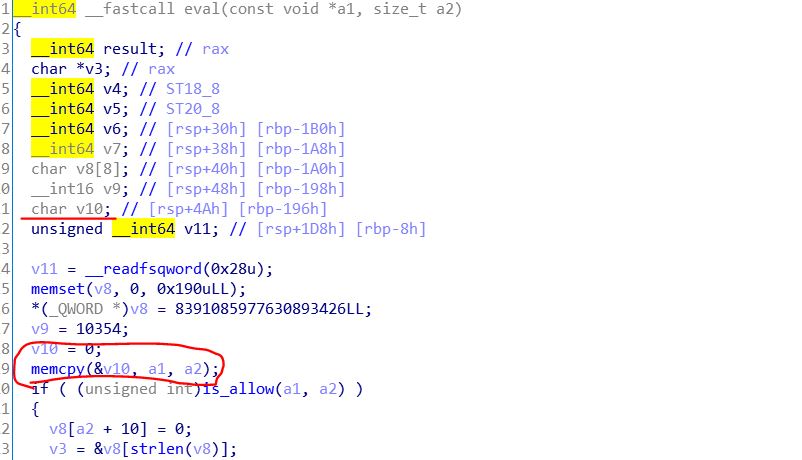 1 __int64 __fastcall eval(const void *a1, size_t a2)
2 {
3 __int64 result; // rax
4 char *v3; // rax
5 __int64 v4; // ST18_8
6 __int64 v5; // ST20_8
7 __int64 v6; // [rsp+30h] [rbp-1B0h]
8 __int64 v7; // [rsp+38h] [rbp-1A8h]
9 char v8[8]; // [rsp+40h] [rbp-1A0h]
0 __int16 v9; // [rsp+48h] [rbp-198h]
1 char v10; // [rsp+4Ah] [rbp-196h]
2 unsigned __int64 v11; // [rsp+1D8h] [rbp-8h]
3
4 v11 = __readfsqword(0x28u);
5 memset(v8, 0, 0x190uLL);
6 *(_QWORD *)v8 = 8391085977630893426LL;
7 v9 = 10354;
8 v10 = 0;
9 memcpy(&v10, a1, a2);
0 if ( (unsigned int)is_allow(a1, a2) )
1 {
2 v8[a2 + 10] = 0;
3 v3 = &v8[strlen(v8)];